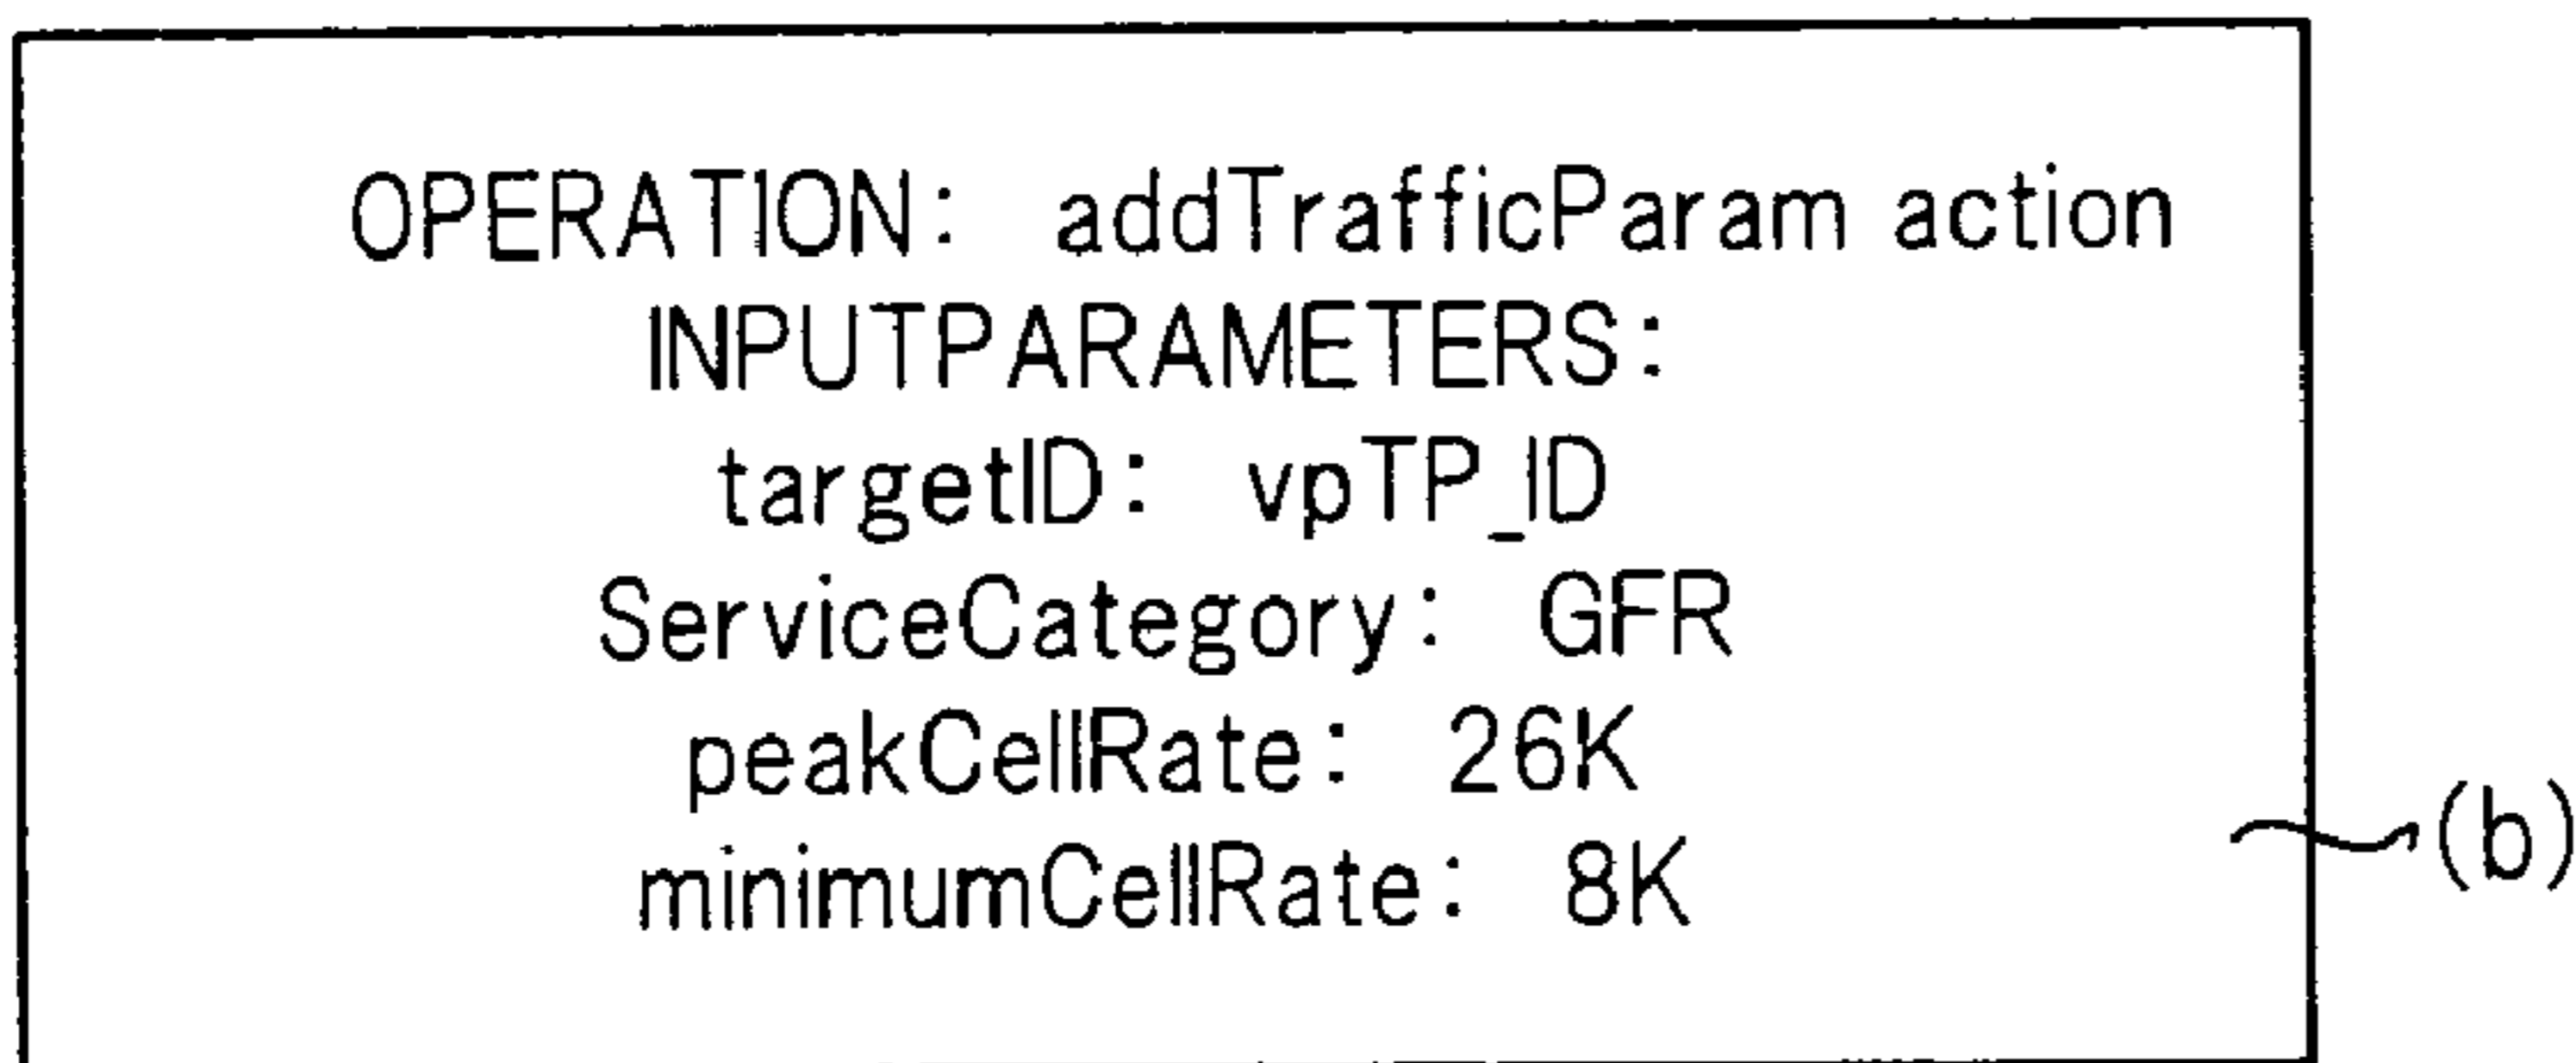 OPERATION: addTrafficParam action
INPUTPARAMETERS:
targetID: vpTP_ID
ServiceCategory: GFR
peakCellRate: 26K
minimumCellRate: 8K
(b)